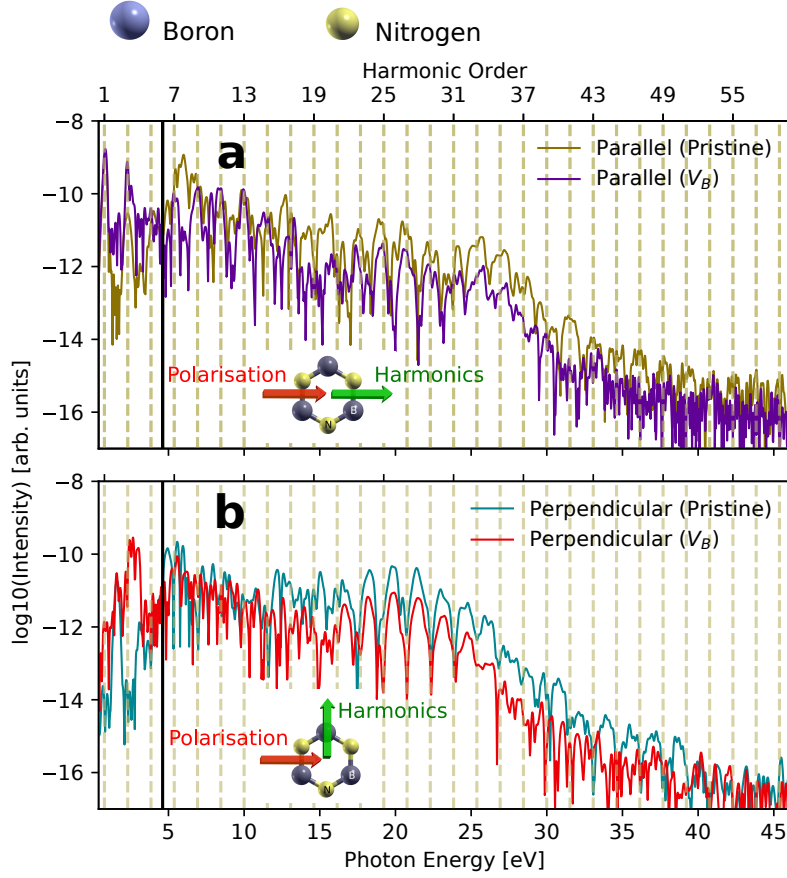 Boron Nitrogen
Harmonic Order
1 7 13 19 25 31 37 43 49 55
−8
−10
−12
−14
−16
a
Parallel (Pristine)
Parallel (V_B)
Polarisation
Harmonics
B
N
log10(Intensity) [arb. units]
−8
−10
−12
−14
−16
b
Perpendicular (Pristine)
Perpendicular (V_B)
Harmonics
Polarisation
B
N
5 10 15 20 25 30 35 40 45
Photon Energy [eV]